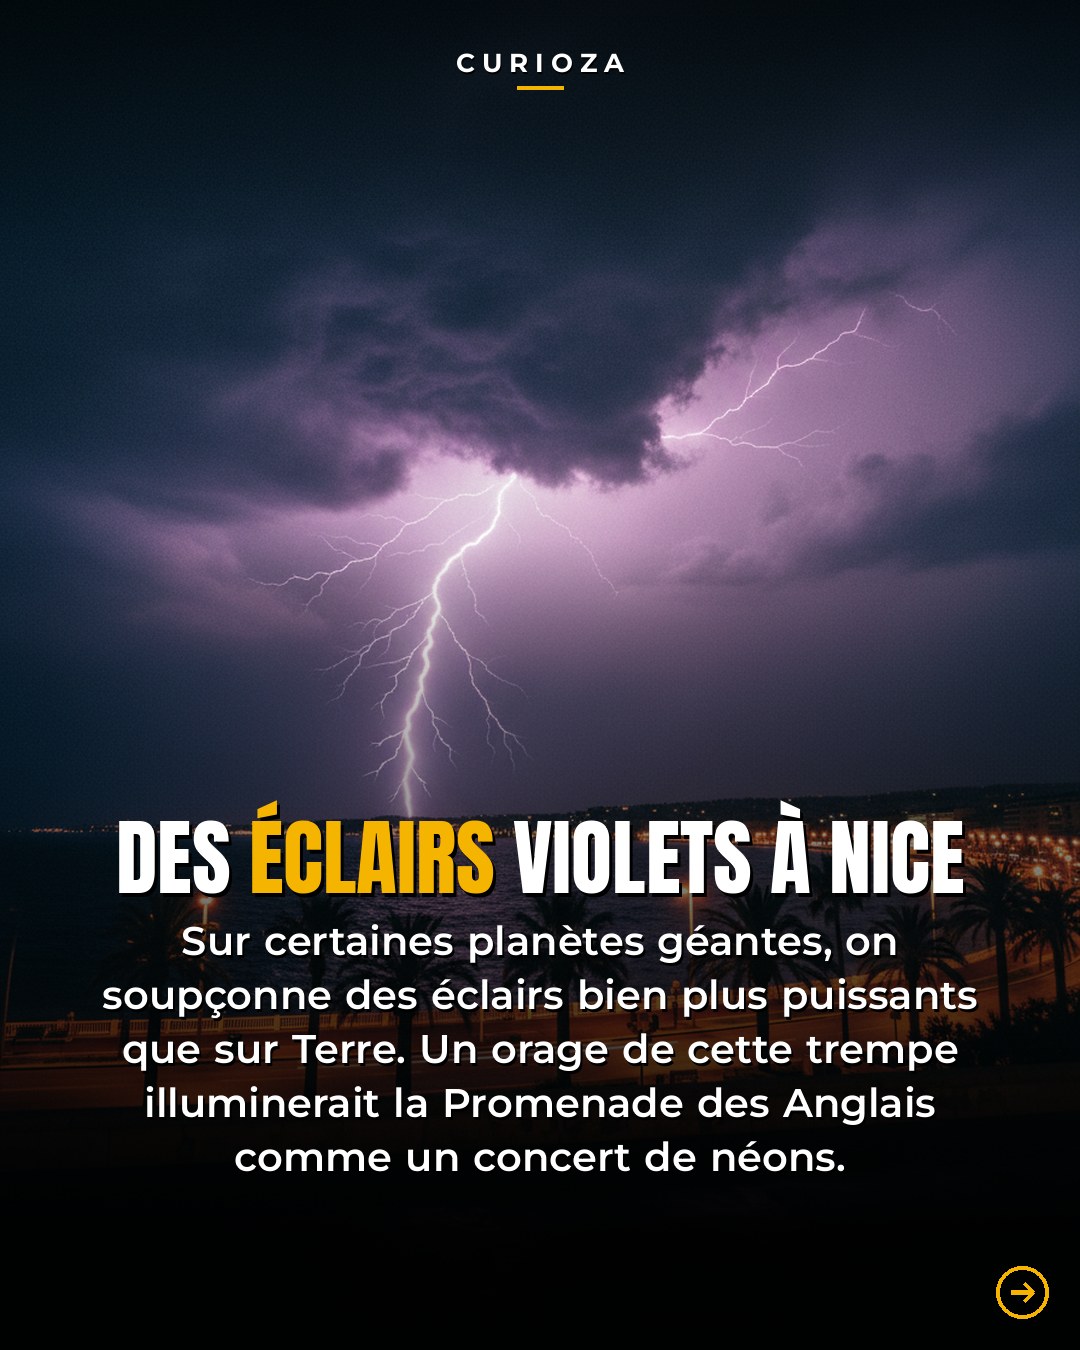 CURIOZA
DES ÉCLAIRS VIOLETS À NICE
Sur certaines planètes géantes, on
soupçonne des éclairs bien plus puissants
que sur Terre. Un orage de cette trempe
illuminerait la Promenade des Anglais
comme un concert de néons.